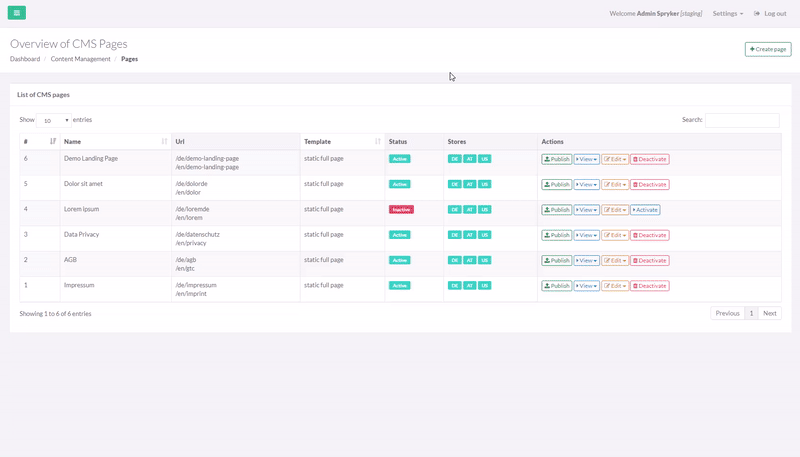 Welcome Admin Spryker [staging] Settings Log out
Overview of CMS Pages
Dashboard / Content Management / Pages
+ Create page
List of CMS pages
Show 10 entries Search:
# Name Url Template Status Stores Actions
6 Demo Landing Page /de/demo-landing-page static full page Active DE AT US Publish View Edit Deactivate
/en/demo-landing-page
5 Dolor sit amet /de/dolorde static full page Active DE AT US Publish View Edit Deactivate
/en/dolor
4 Lorem ipsum /de/loremde static full page Inactive DE AT US Publish View Edit Activate
/en/lorem
3 Data Privacy /de/datenschutz static full page Active DE AT US Publish View Edit Deactivate
/en/privacy
2 AGB /de/agb static full page Active DE AT US Publish View Edit Deactivate
/en/gtc
1 Impressum /de/impressum static full page Active DE AT US Publish View Edit Deactivate
/en/imprint
Showing 1 to 6 of 6 entries Previous 1 Next